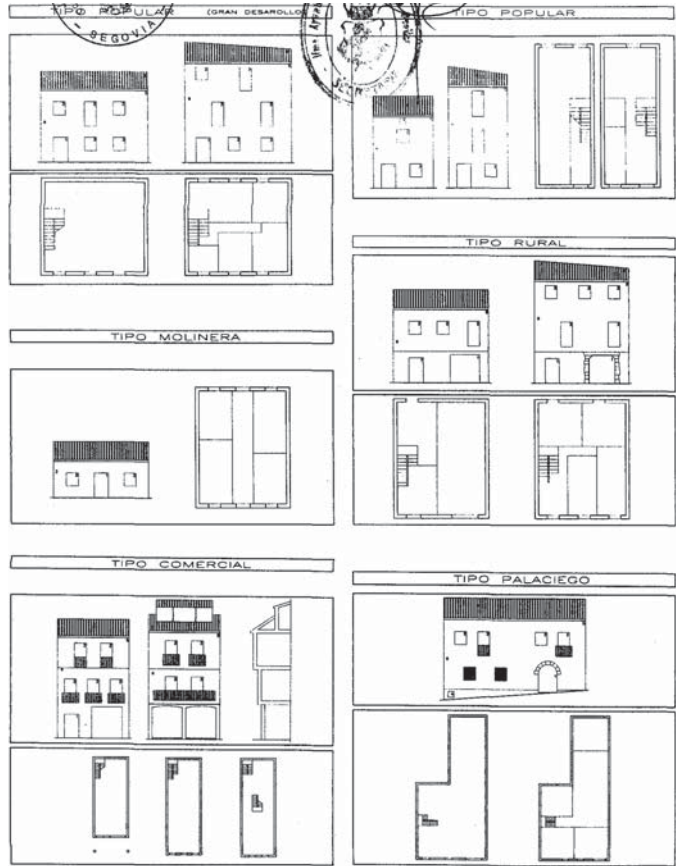 TIPO POPULAR (GRAN DESAROLLO)
SEGOVIA
TIPO POPULAR
TIPO RURAL
TIPO MOLINERA
TIPO COMERCIAL
TIPO PALACIEGO